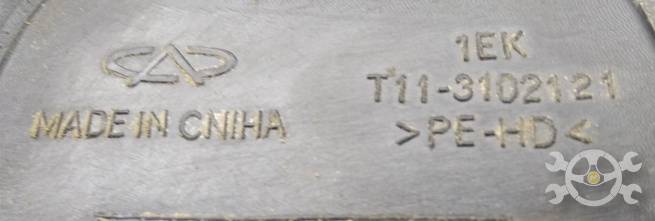 1EK
T11-3102121
MADE IN CNIHA
>PE-HD<